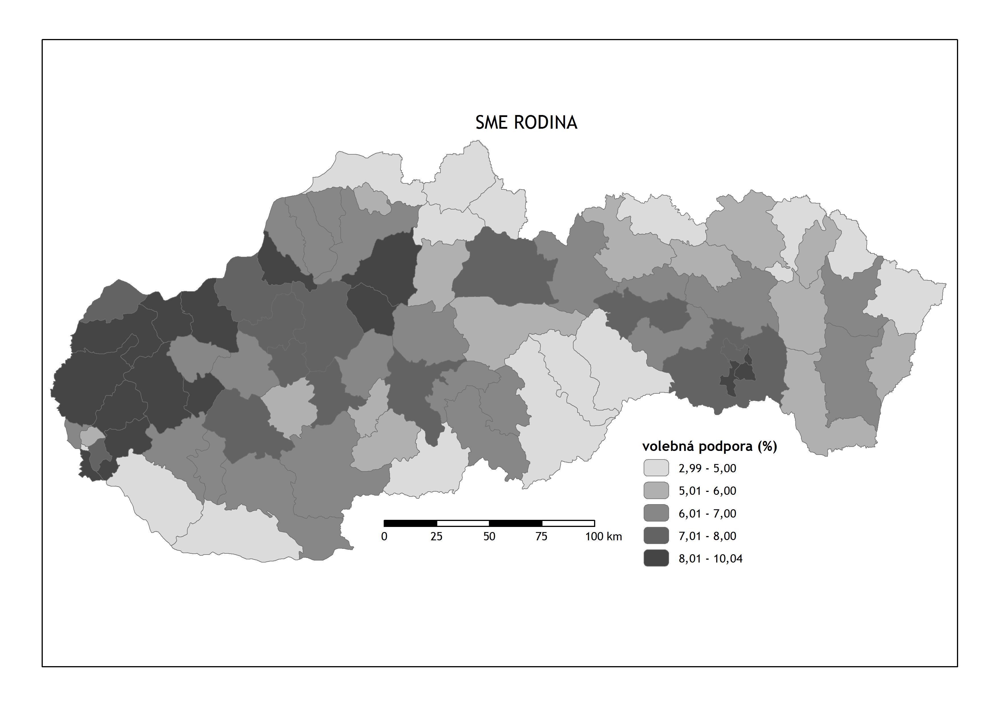 SME RODINA
volebná podpora (%)
2,99 - 5,00
5,01 - 6,00
6,01 - 7,00
7,01 - 8,00
8,01 - 10,04
0 25 50 75 100 km